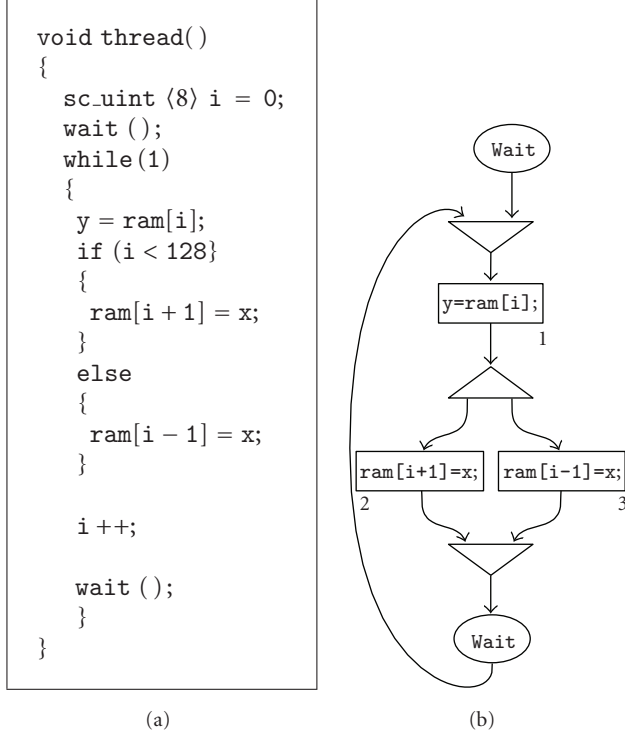 void thread()
{
sc_uint ⟨8⟩ i = 0;
wait ();
while(1)
{
y = ram[i];
if (i < 128}
{
ram[i + 1] = x;
}
else
{
ram[i − 1] = x;
}
i ++;
wait ();
}
}
(a)
Wait
y=ram[i];
1
ram[i+1]=x;
ram[i-1]=x;
2
3
Wait
(b)